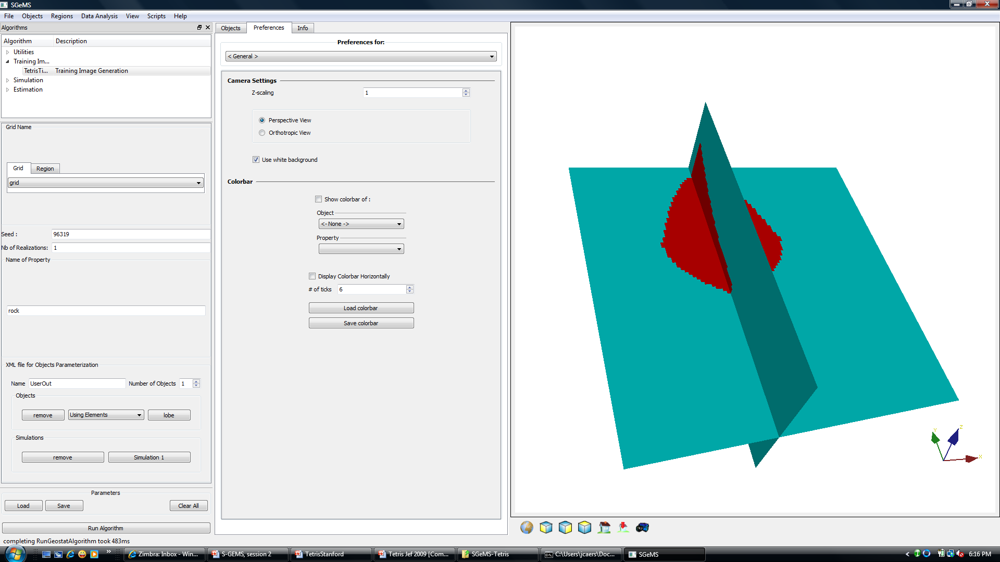 SGeMS
File Objects Regions Data Analysis View Scripts Help
Algorithms
Algorithm Description
Utilities
Training Im...
TetrisTi... Training Image Generation
Simulation
Estimation
Grid Name
Grid Region
grid
Seed : 96319
Nb of Realizations: 1
Name of Property
rock
XML file for Objects Parameterization
Name UserOut Number of Objects 1
Objects
remove Using Elements lobe
Simulations
remove Simulation 1
Parameters
Load Save Clear All
Run Algorithm
completing RunGeostatAlgorithm took 483ms
Objects Preferences Info
Preferences for:
< General >
Camera Settings
Z-scaling 1
Perspective View
Orthotropic View
Use white background
Colorbar
Show colorbar of :
Object
<- None ->
Property
Display Colorbar Horizontally
# of ticks 6
Load colorbar
Save colorbar
Y Z
X
Zimbra: Inbox - Win... S-GEMS, session 2 TetrisStanford Tetris Jef 2009 [Com... SGeMS-Tetris C:\Users\jcaers\Doc... SGeMS 6:16 PM